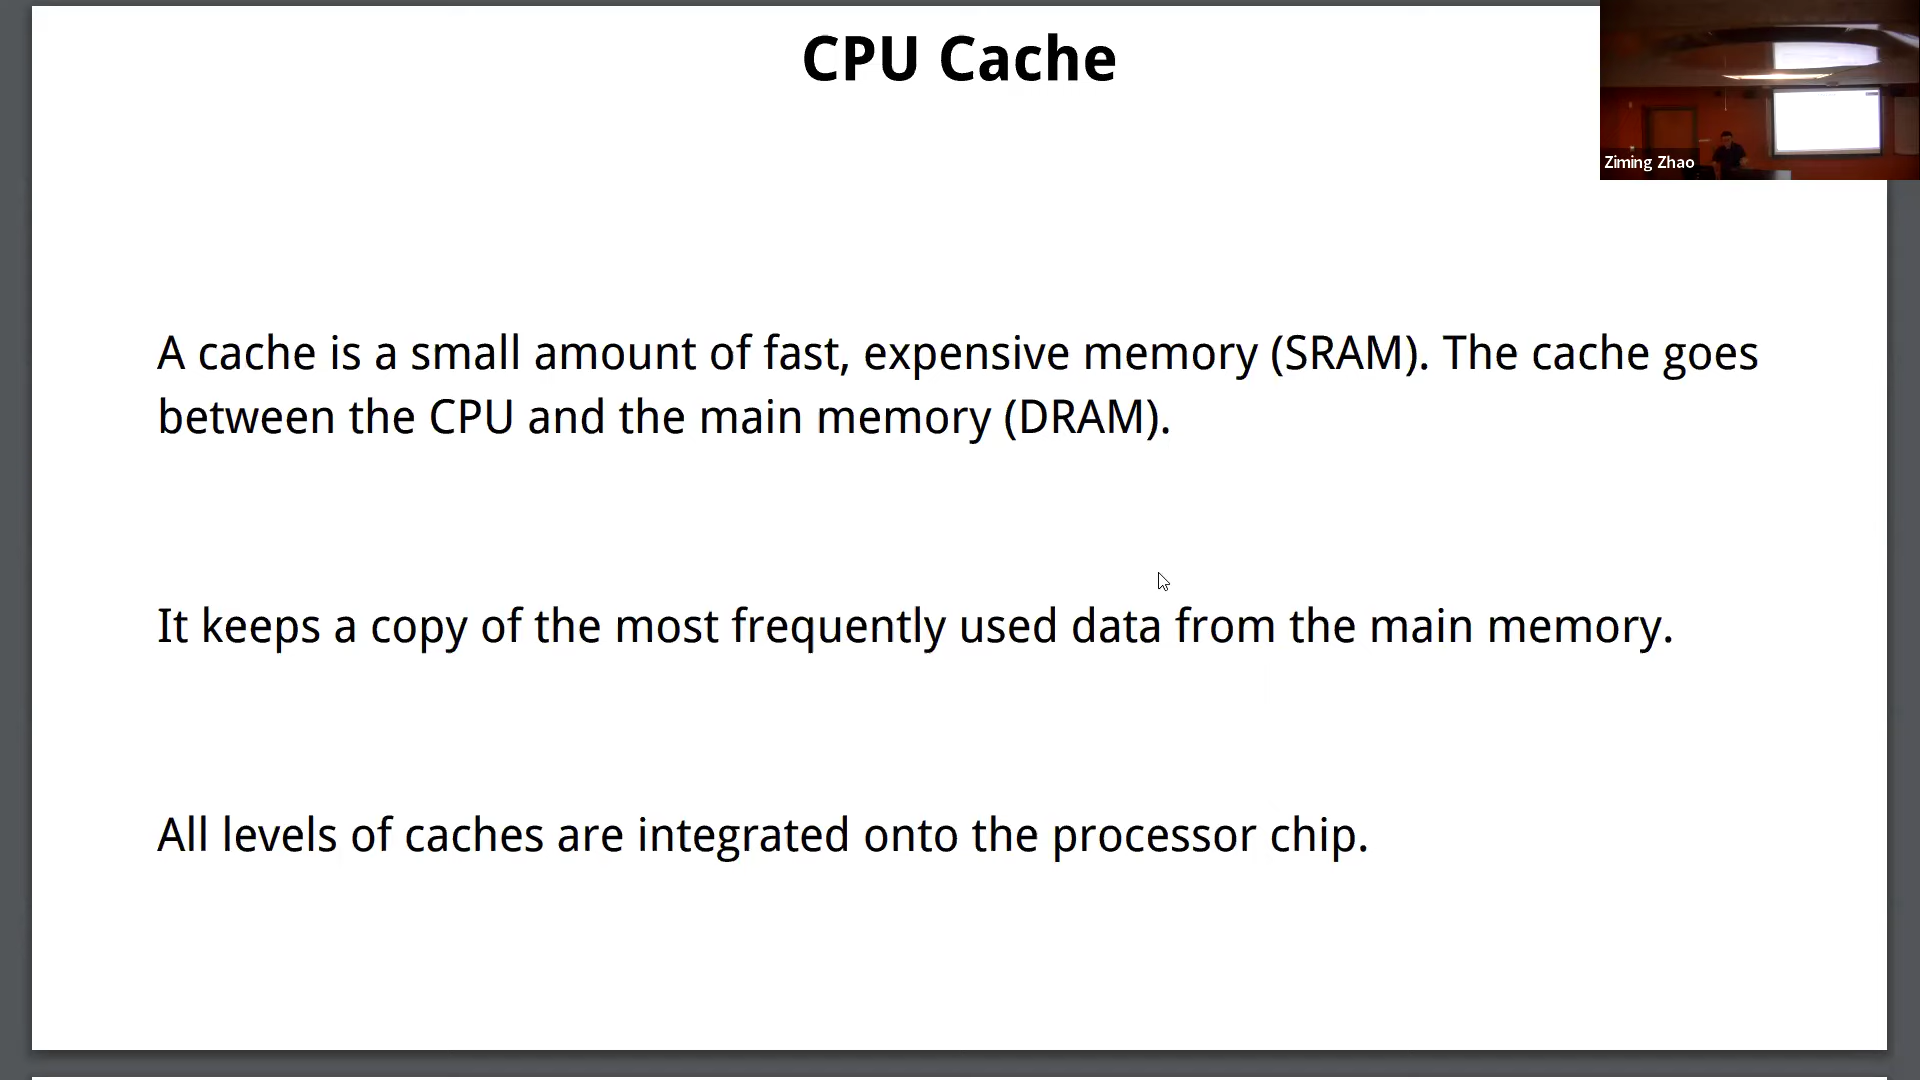 CPU Cache
Ziming Zhao
A cache is a small amount of fast, expensive memory (SRAM). The cache goes
between the CPU and the main memory (DRAM).
It keeps a copy of the most frequently used data from the main memory.
All levels of caches are integrated onto the processor chip.